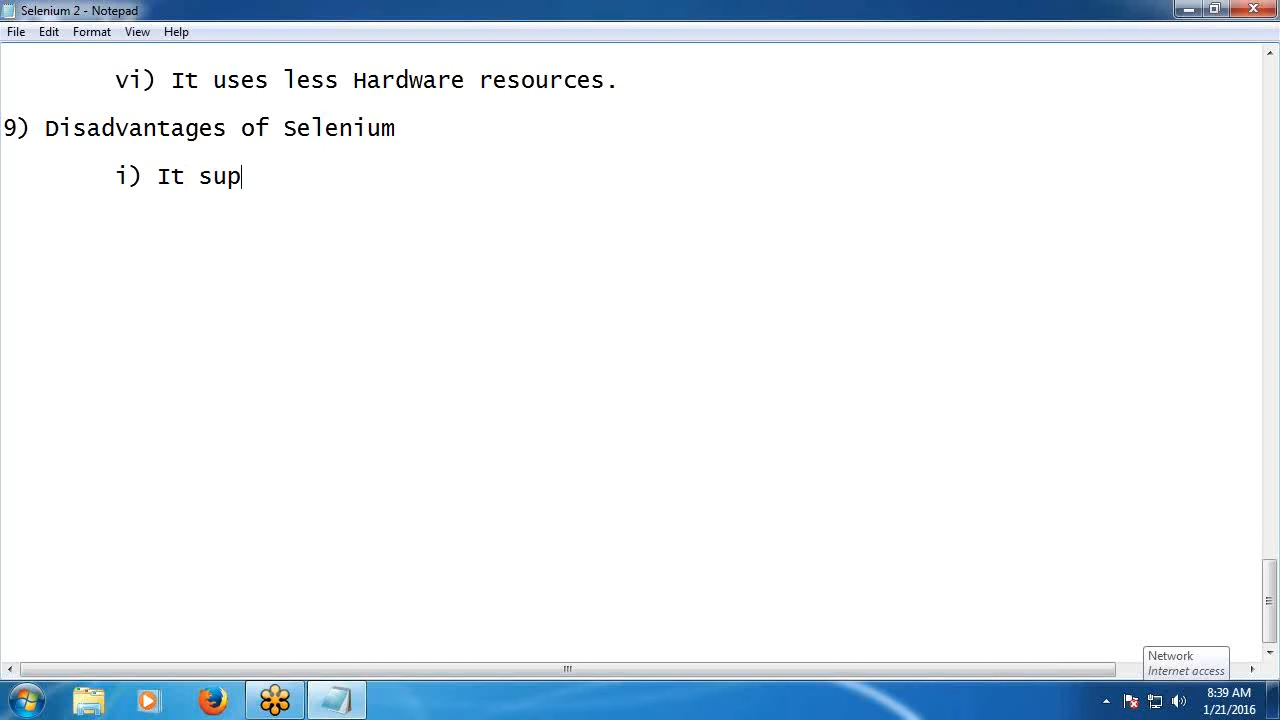 Selenium 2 - Notepad
File Edit Format View Help
vi) It uses less Hardware resources.
9) Disadvantages of Selenium
i) It sup
Network
Internet access
8:39 AM
1/21/2016